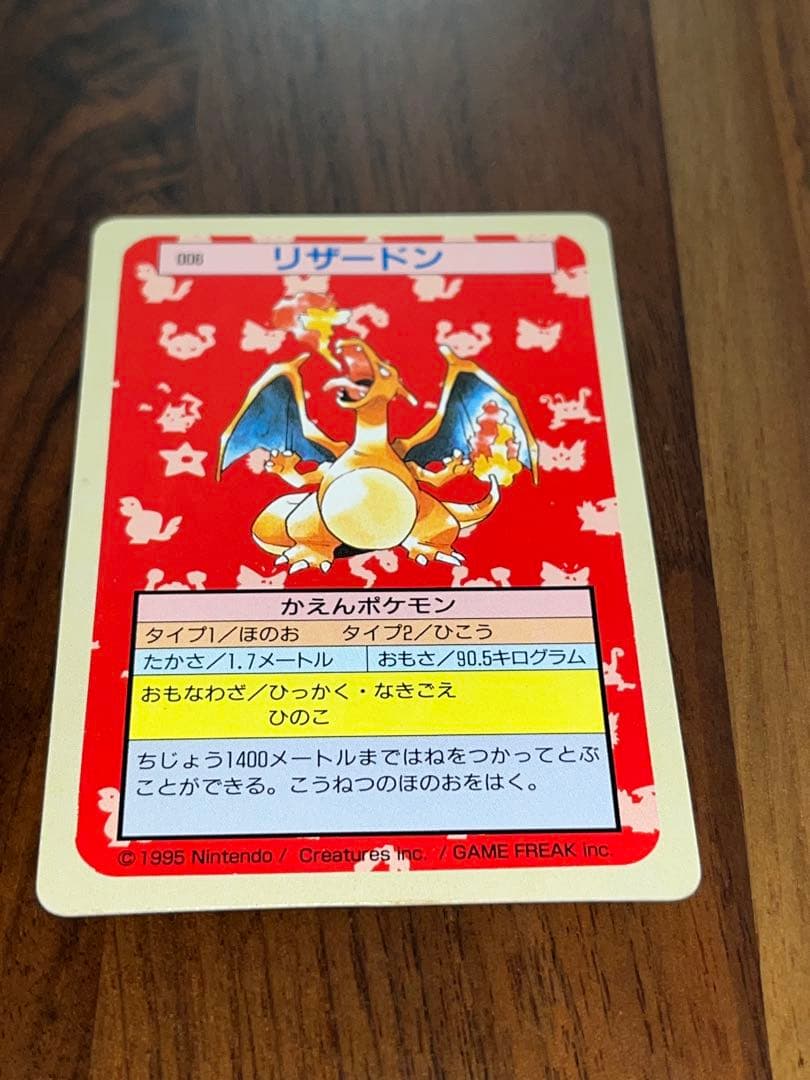 006 リザードン
かえんポケモン
タイプ1／ほのお タイプ2／ひこう
たかさ／1.7メートル おもさ／90.5キログラム
おもなわざ／ひっかく・なきごえ
ひのこ
ちじょう1400メートルまではねをつかってとぶ
ことができる。こうねつのほのおをはく。
©1995 Nintendo / Creatures inc. / GAME FREAK inc.